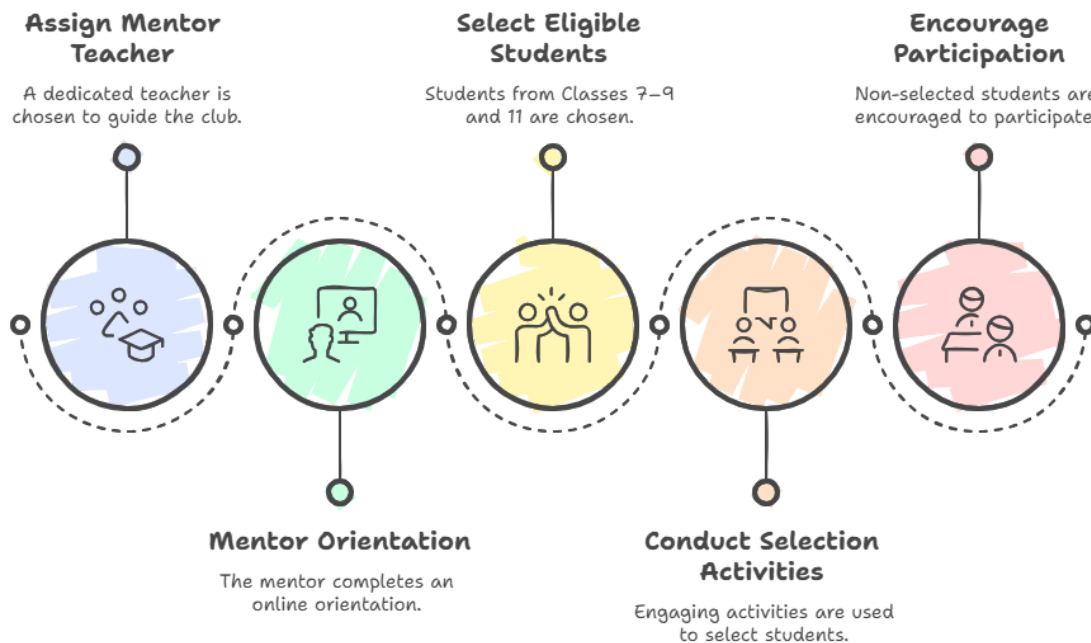 Assign Mentor
Teacher
A dedicated teacher is
chosen to guide the club.
Mentor Orientation
The mentor completes an
online orientation.
Select Eligible
Students
Students from Classes 7–9
and 11 are chosen.
Conduct Selection
Activities
Engaging activities are used
to select students.
Encourage
Participation
Non-selected students are
encouraged to participate